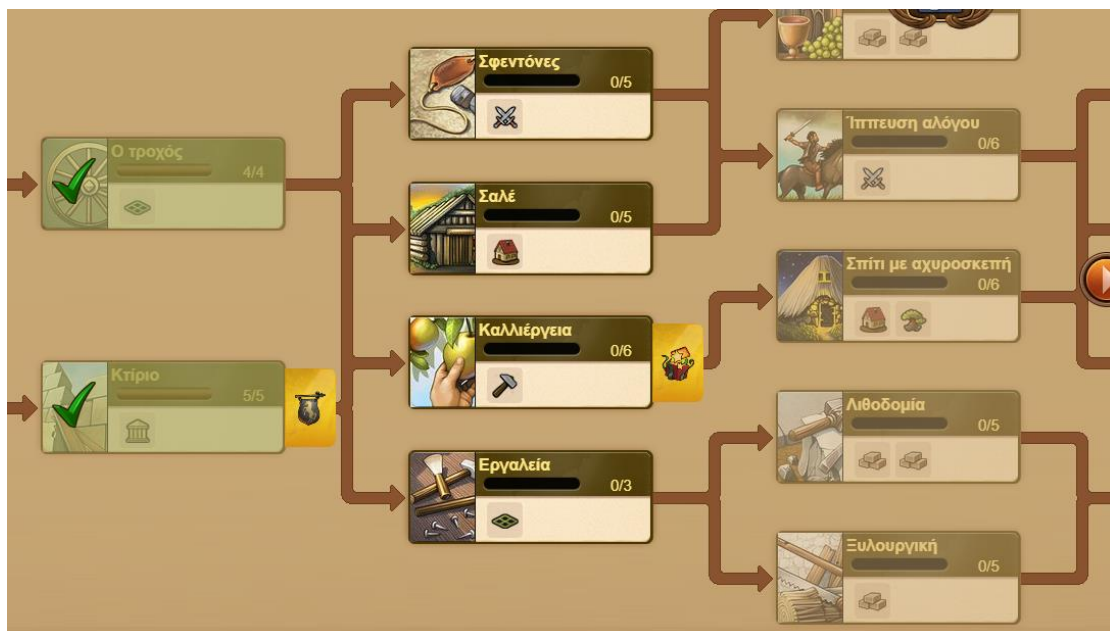 Ο τροχός
4/4
Κτίριο
5/5
Σφεντόνες
0/5
Σαλέ
0/5
Καλλιέργεια
0/6
Εργαλεία
0/3
Ίππευση αλόγου
0/6
Σπίτι με αχυροσκεπή
0/6
Λιθοδομία
0/5
Ξυλουργική
0/5